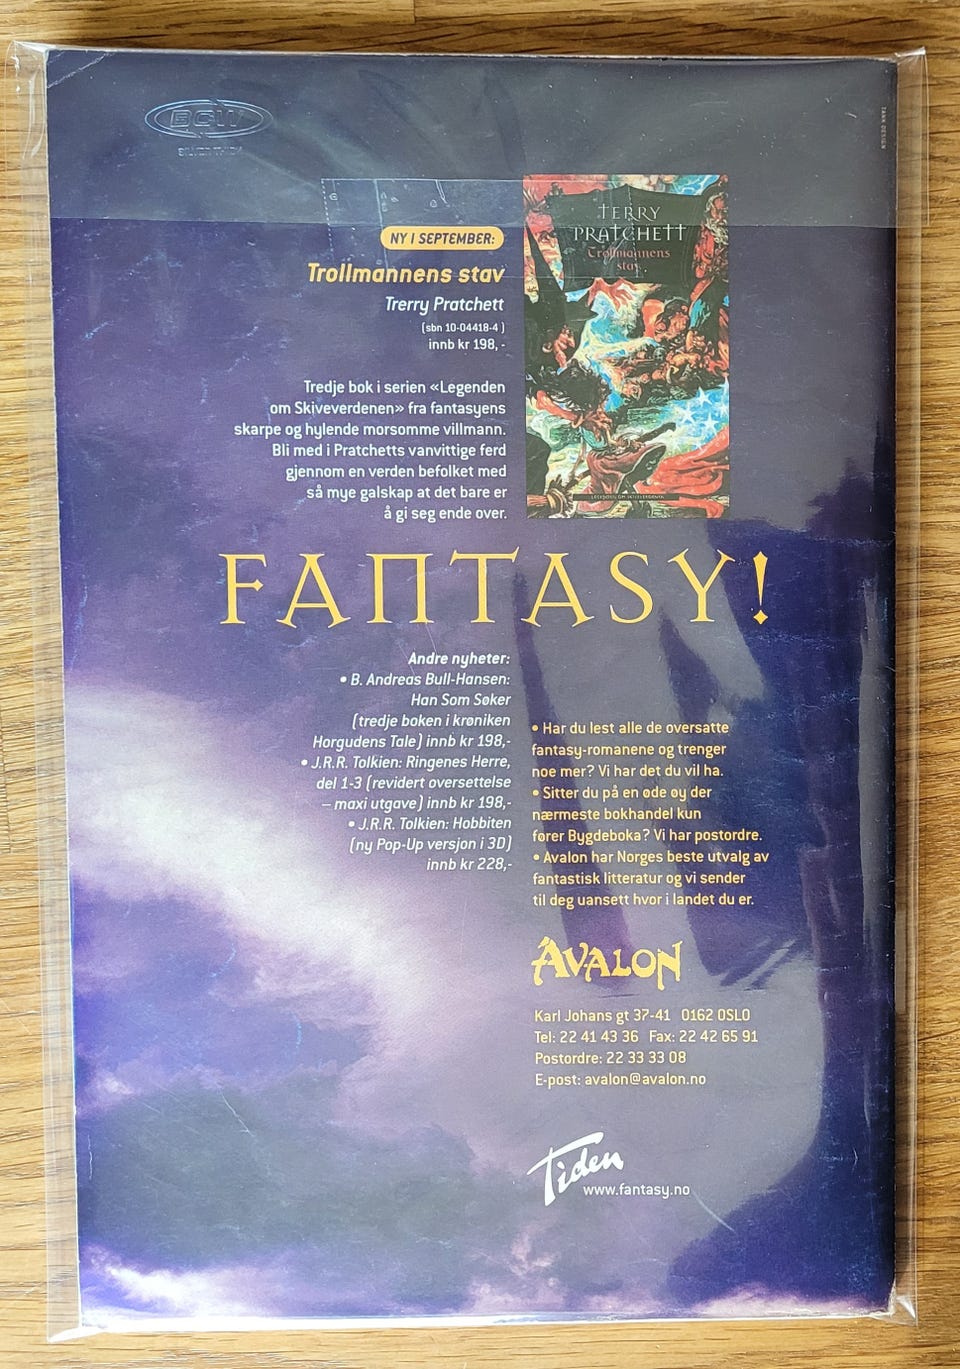 BCW
TANK DESIGN
NY I SEPTEMBER:
Trollmannens stav
Trerry Pratchett
(sbn 10-04418-4 )
innb kr 198, -
Tredje bok i serien «Legenden
om Skiveverdenen» fra fantasyens
skarpe og hylende morsomme villmann.
Bli med i Pratchetts vanvittige ferd
gjennom en verden befolket med
så mye galskap at det bare er
å gi seg ende over.
TERRY
PRATCHETT
Trollmannens
stav
FANTASY!
Andre nyheter:
• B. Andreas Bull-Hansen:
Han Som Søker
(tredje boken i krøniken
Horgudens Tale) innb kr 198,-
• J.R.R. Tolkien: Ringenes Herre,
del 1-3 (revidert oversettelse
– maxi utgave) innb kr 198,-
• J.R.R. Tolkien: Hobbiten
(ny Pop-Up versjon i 3D)
innb kr 228,-
• Har du lest alle de oversatte
fantasy-romanene og trenger
noe mer? Vi har det du vil ha.
• Sitter du på en øde øy der
nærmeste bokhandel kun
fører Bygdeboka? Vi har postordre.
• Avalon har Norges beste utvalg av
fantastisk litteratur og vi sender
til deg uansett hvor i landet du er.
AVALON
Karl Johans gt 37-41 0162 OSLO
Tel: 22 41 43 36 Fax: 22 42 65 91
Postordre: 22 33 33 08
E-post: avalon@avalon.no
Tiden
www.fantasy.no